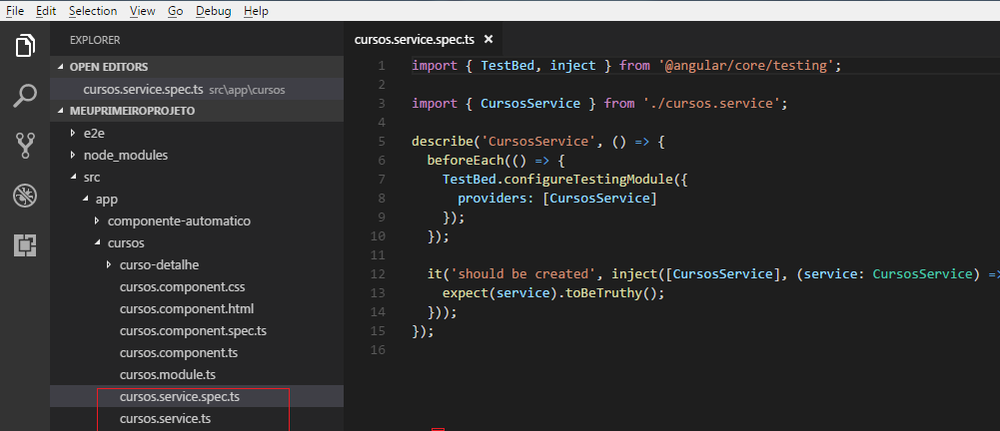 File Edit Selection View Go Debug Help
EXPLORER
OPEN EDITORS
cursos.service.spec.ts src\app\cursos
MEUPRIMEIROPROJETO
e2e
node_modules
src
app
componente-automatico
cursos
curso-detalhe
cursos.component.css
cursos.component.html
cursos.component.spec.ts
cursos.component.ts
cursos.module.ts
cursos.service.spec.ts
cursos.service.ts
cursos.service.spec.ts ×
1 import { TestBed, inject } from '@angular/core/testing';
2
3 import { CursosService } from './cursos.service';
4
5 describe('CursosService', () => {
6 beforeEach(() => {
7 TestBed.configureTestingModule({
8 providers: [CursosService]
9 });
10 });
11
12 it('should be created', inject([CursosService], (service: CursosService) =>
13 expect(service).toBeTruthy();
14 }));
15 });
16